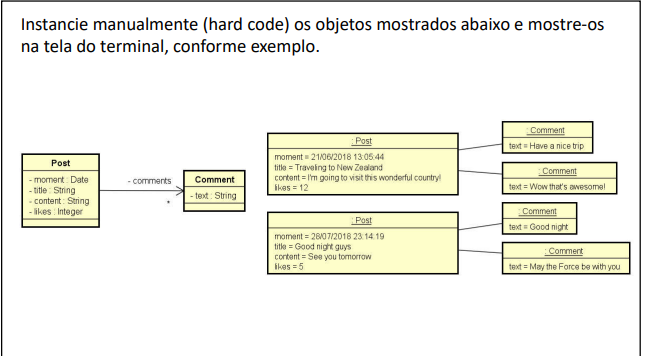 Instancie manualmente (hard code) os objetos mostrados abaixo e mostre-os
na tela do terminal, conforme exemplo.
Post
- moment : Date
- title : String
- content : String
- likes : Integer
- comments
*
Comment
- text : String
: Post
moment = 21/06/2018 13:05:44
title = Traveling to New Zealand
content = I'm going to visit this wonderful country!
likes = 12
: Comment
text = Have a nice trip
: Comment
text = Wow that's awesome!
: Post
moment = 28/07/2018 23:14:19
title = Good night guys
content = See you tomorrow
likes = 5
: Comment
text = Good night
: Comment
text = May the Force be with you